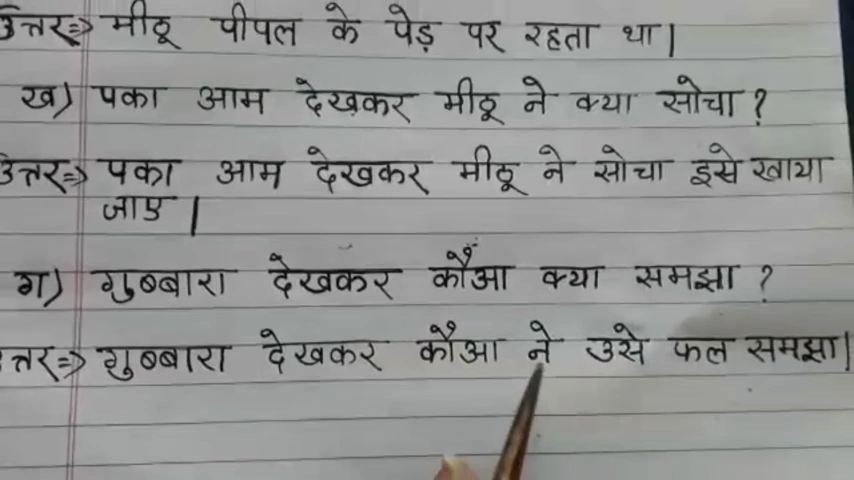 उत्तर⇒ मीठू पीपल के पेड़ पर रहता था|
ख) पका आम देखकर मीठू ने क्या सोचा ?
उत्तर⇒ पका आम देखकर मीठू ने सोचा इसे खाया
जाए |
ग) गुब्बारा देखकर कौआ क्या समझा ?
त्तर⇒ गुब्बारा देखकर कौआ ने उसे फल समझा|